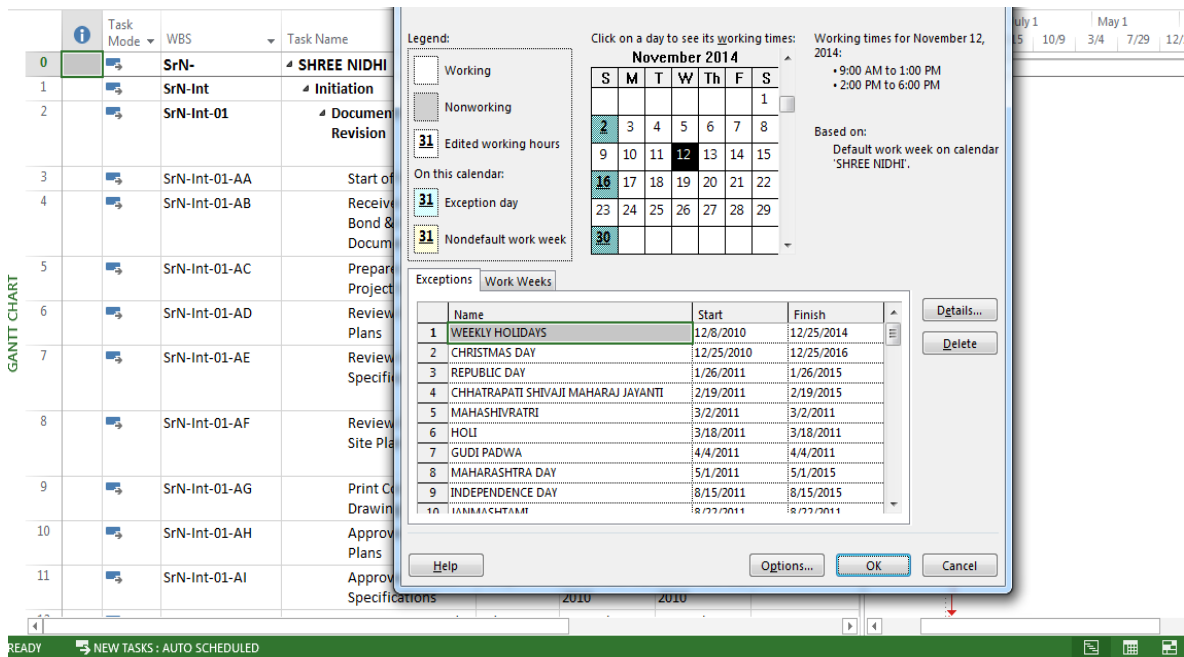 Task
Mode
WBS
Task Name
0 SrN- SHREE NIDHI
1 SrN-Int Initiation
2 SrN-Int-01 Documen
Revision
3 SrN-Int-01-AA Start of
4 SrN-Int-01-AB Receive
Bond &
Docum
5 SrN-Int-01-AC Prepare
Project
6 SrN-Int-01-AD Review
Plans
7 SrN-Int-01-AE Review
Specifi
8 SrN-Int-01-AF Review
Site Pla
9 SrN-Int-01-AG Print Co
Drawin
10 SrN-Int-01-AH Approv
Plans
11 SrN-Int-01-AI Approv
Specifications 2010 2010
GANTT CHART
Legend:
Working
Nonworking
31 Edited working hours
On this calendar:
31 Exception day
31 Nondefault work week
Click on a day to see its working times:
November 2014
S M T W Th F S
1
2 3 4 5 6 7 8
9 10 11 12 13 14 15
16 17 18 19 20 21 22
23 24 25 26 27 28 29
30
Working times for November 12,
2014:
• 9:00 AM to 1:00 PM
• 2:00 PM to 6:00 PM
Based on:
Default work week on calendar
'SHREE NIDHI'.
Exceptions Work Weeks
Name Start Finish
1 WEEKLY HOLIDAYS 12/8/2010 12/25/2014
2 CHRISTMAS DAY 12/25/2010 12/25/2016
3 REPUBLIC DAY 1/26/2011 1/26/2015
4 CHHATRAPATI SHIVAJI MAHARAJ JAYANTI 2/19/2011 2/19/2015
5 MAHASHIVRATRI 3/2/2011 3/2/2011
6 HOLI 3/18/2011 3/18/2011
7 GUDI PADWA 4/4/2011 4/4/2011
8 MAHARASHTRA DAY 5/1/2011 5/1/2015
9 INDEPENDENCE DAY 8/15/2011 8/15/2015
10 JANMASHTAMI 8/22/2011 8/22/2011
Details...
Delete
Help
Options...
OK
Cancel
uly 1 May 1
15 10/9 3/4 7/29 12/
READY NEW TASKS : AUTO SCHEDULED